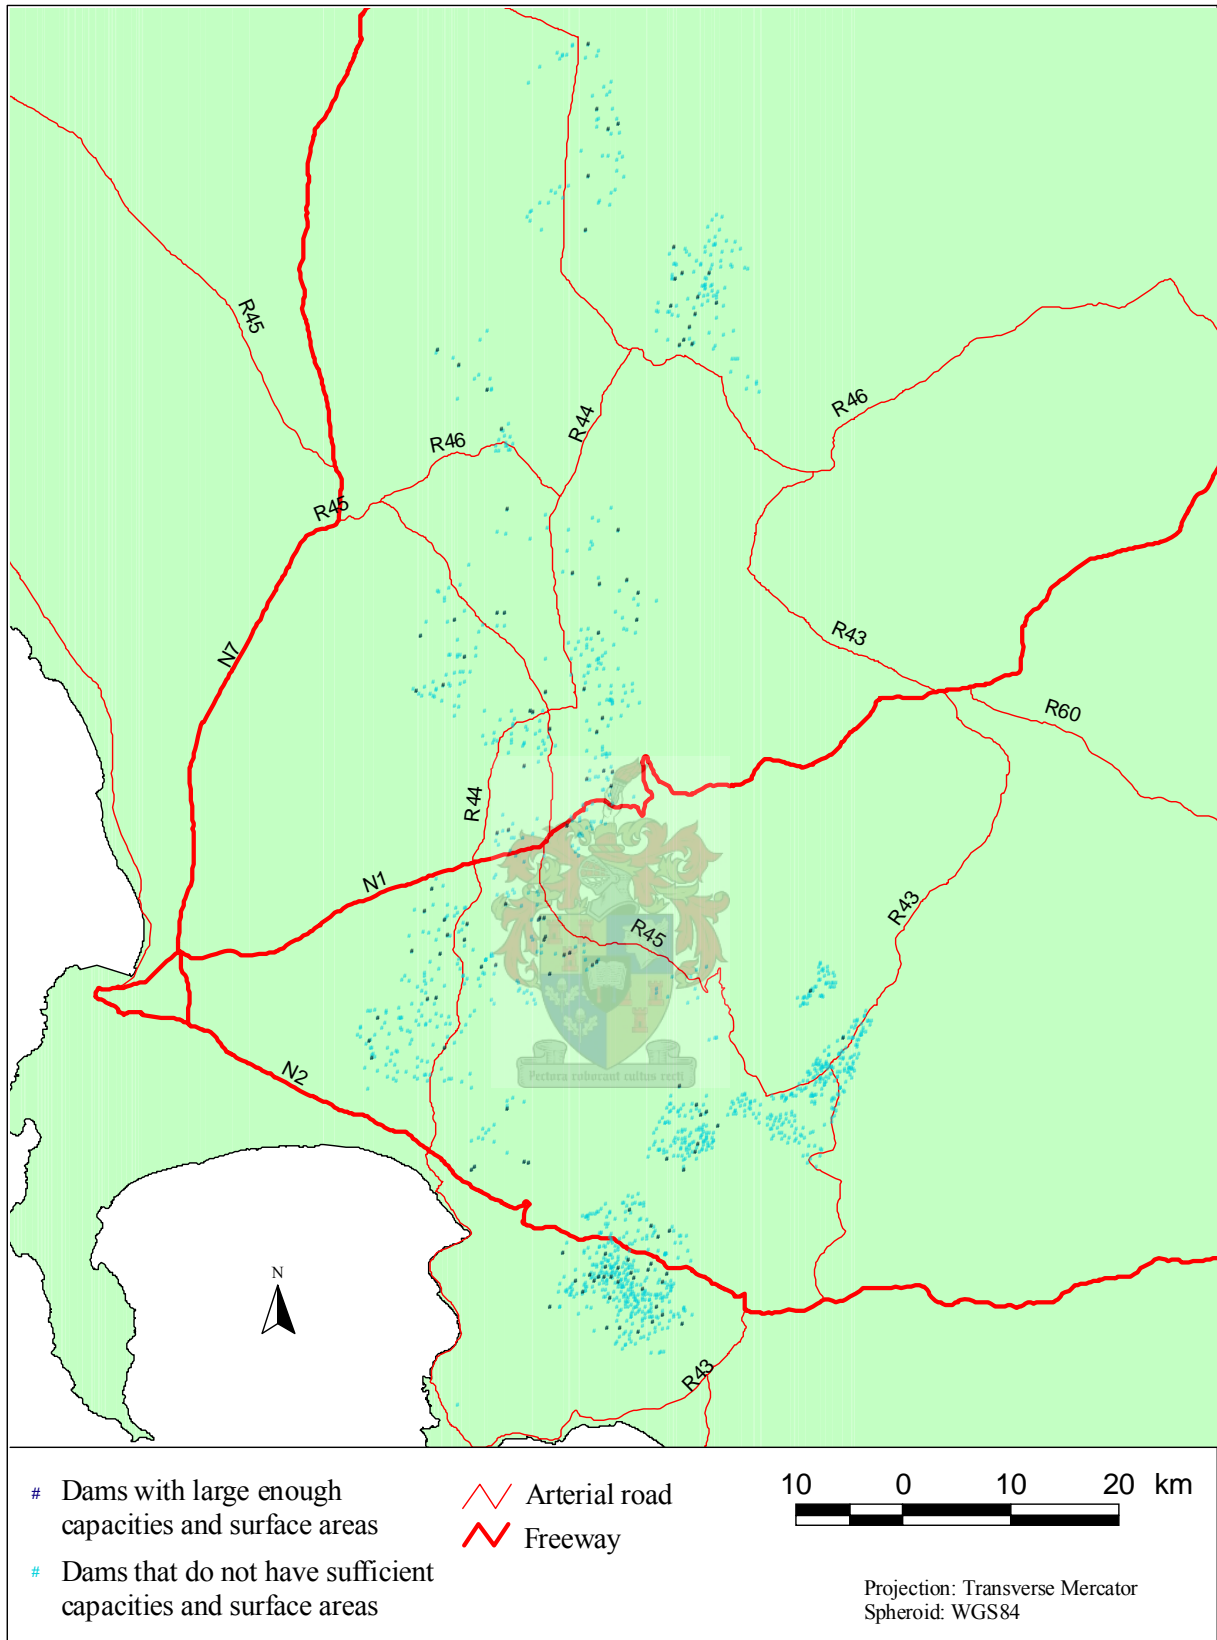 R45
R46
R46
R44
R45
N7
R43
R60
R44
N1
R43
R45
N2
Pectora roborant cultus recti
N
R43
# Dams with large enough
capacities and surface areas
# Dams that do not have sufficient
capacities and surface areas
Arterial road
Freeway
10 0 10 20 km
Projection: Transverse Mercator
Spheroid: WGS84